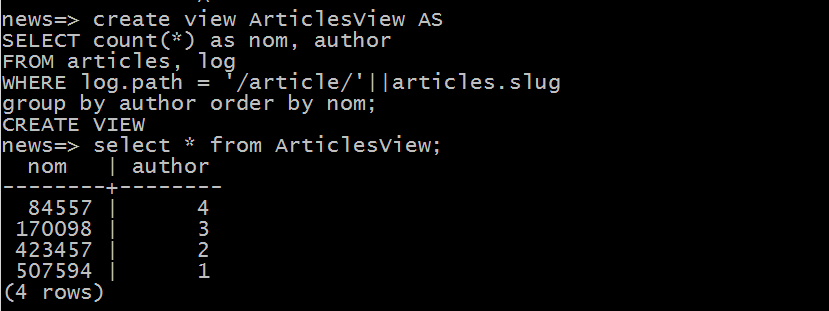 news=> create view ArticlesView AS
SELECT count(*) as nom, author
FROM articles, log
WHERE log.path = '/article/'||articles.slug
group by author order by nom;
CREATE VIEW
news=> select * from ArticlesView;
  nom   | author
--------+--------
  84557 |      4
 170098 |      3
 423457 |      2
 507594 |      1
(4 rows)